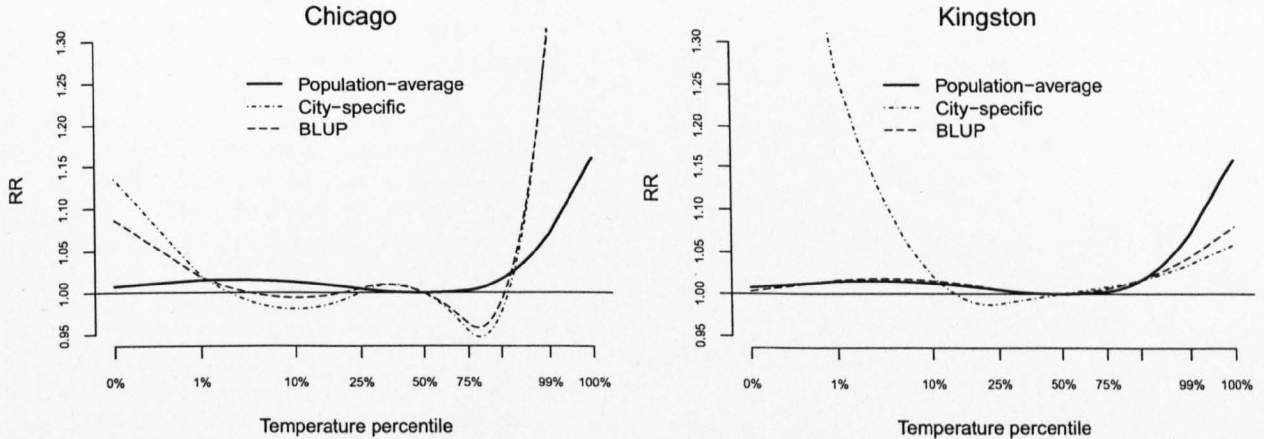 Chicago
1.30
1.25
1.20
1.15
1.10
1.05
1.00
0.95
RR
Population−average
City−specific
BLUP
0%
1%
10%
25%
50%
75%
99%
100%
Temperature percentile
Kingston
1.30
1.25
1.20
1.15
1.10
1.05
1.00
0.95
RR
Population−average
City−specific
BLUP
0%
1%
10%
25%
50%
75%
99%
100%
Temperature percentile